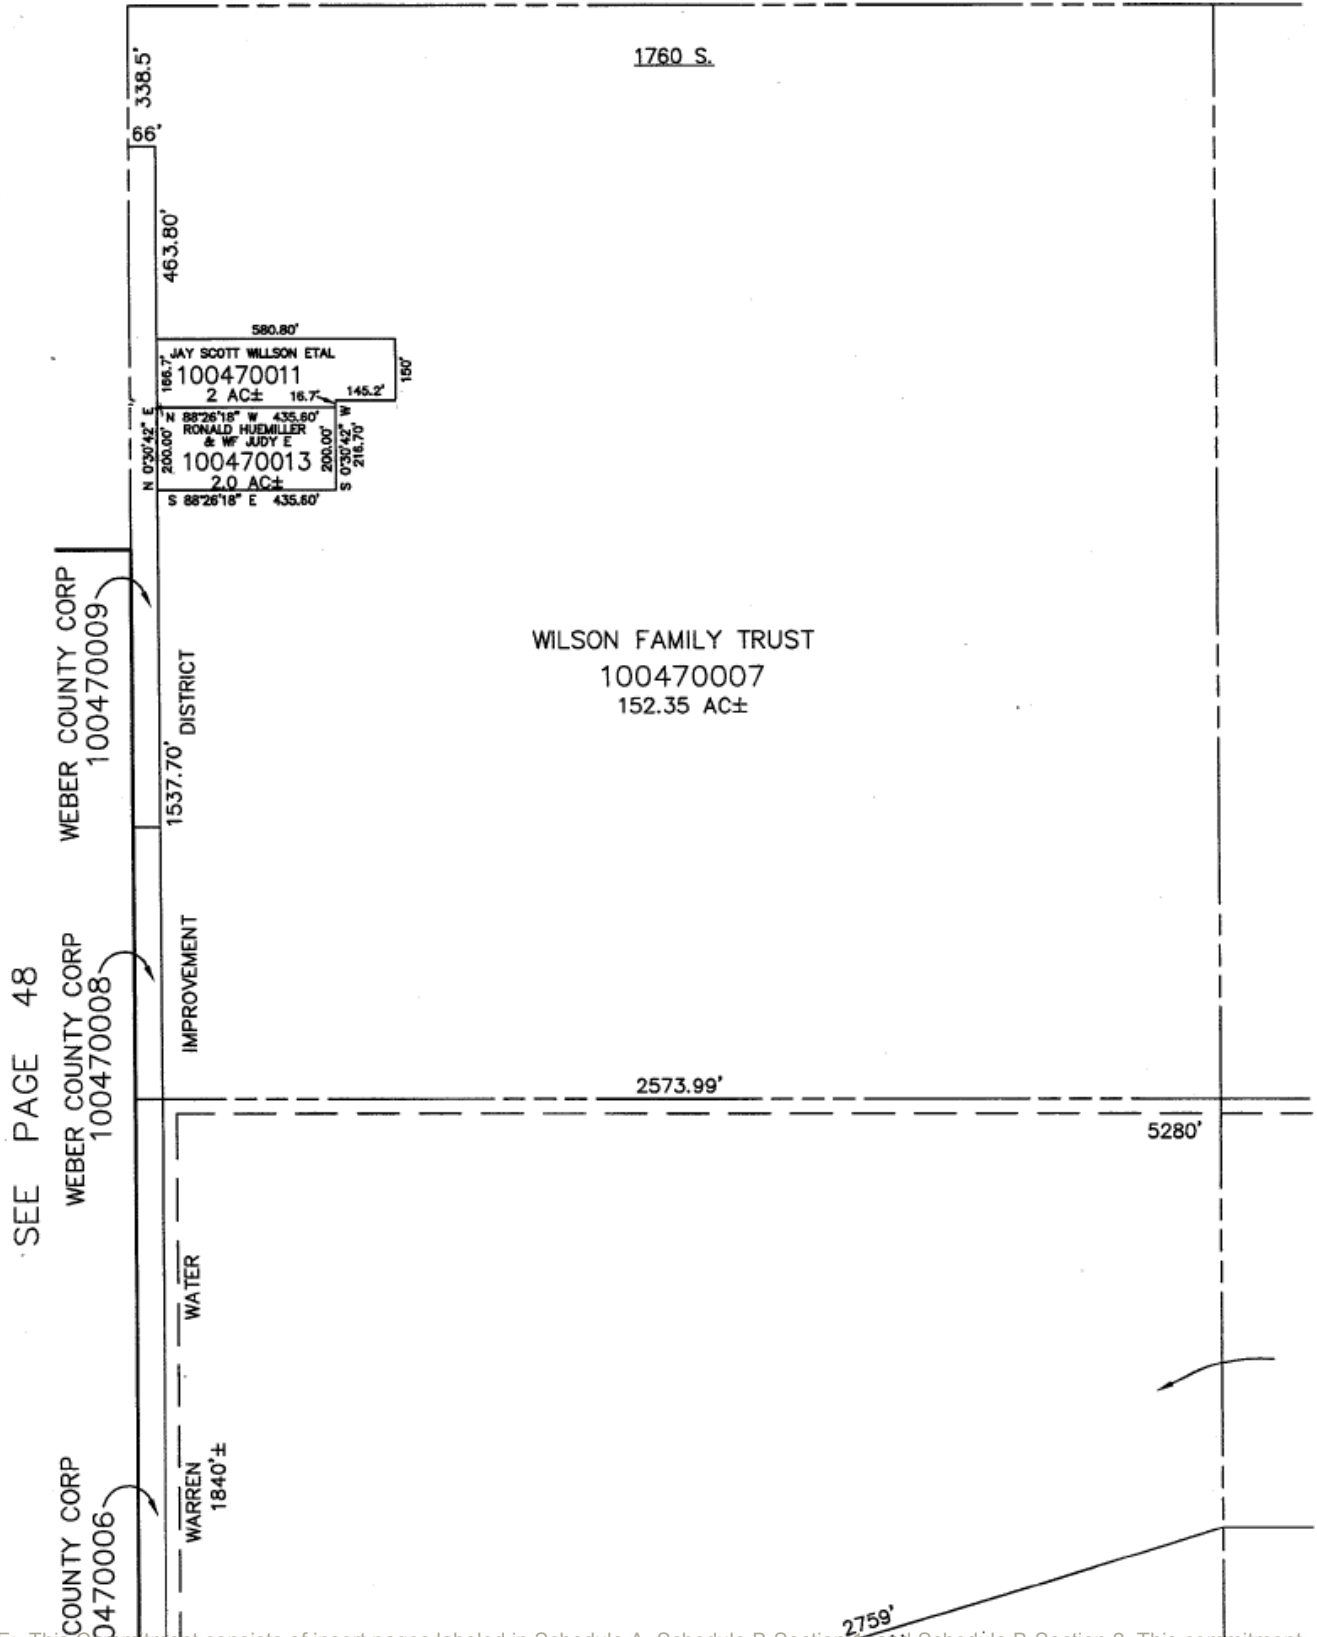 1760 S.
338.5'
66'
463.80'
580.80'
JAY SCOTT WILLSON ETAL
166.7'
100470011
2 AC±
16.7'
145.2'
150'
N 88°26'18" W 435.60'
RONALD HUEMILLER
& WF JUDY E
100470013
2.0 AC±
S 88°26'18" E 435.60'
N 0°30'42" E
200.00'
200.00'
S 0°30'42" W
216.70'
WEBER COUNTY CORP
100470009
1537.70'
DISTRICT
WILSON FAMILY TRUST
100470007
152.35 AC±
SEE PAGE 48
WEBER COUNTY CORP
100470008
IMPROVEMENT
2573.99'
5280'
WATER
WARREN
1840'±
COUNTY CORP
0470006
2759'